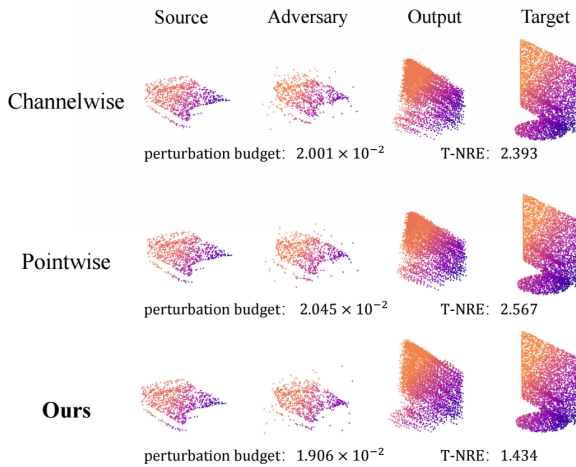 Source Adversary Output Target
Channelwise
perturbation budget: 2.001 × 10⁻² T-NRE: 2.393
Pointwise
perturbation budget: 2.045 × 10⁻² T-NRE: 2.567
Ours
perturbation budget: 1.906 × 10⁻² T-NRE: 1.434